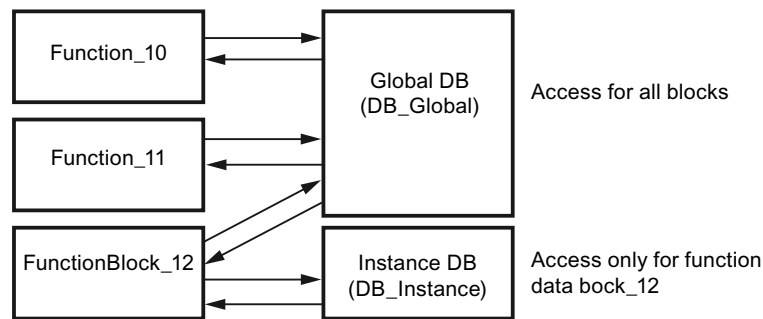 Function_10
Global DB
(DB_Global)
Access for all blocks
Function_11
FunctionBlock_12
Instance DB
(DB_Instance)
Access only for function
data bock_12